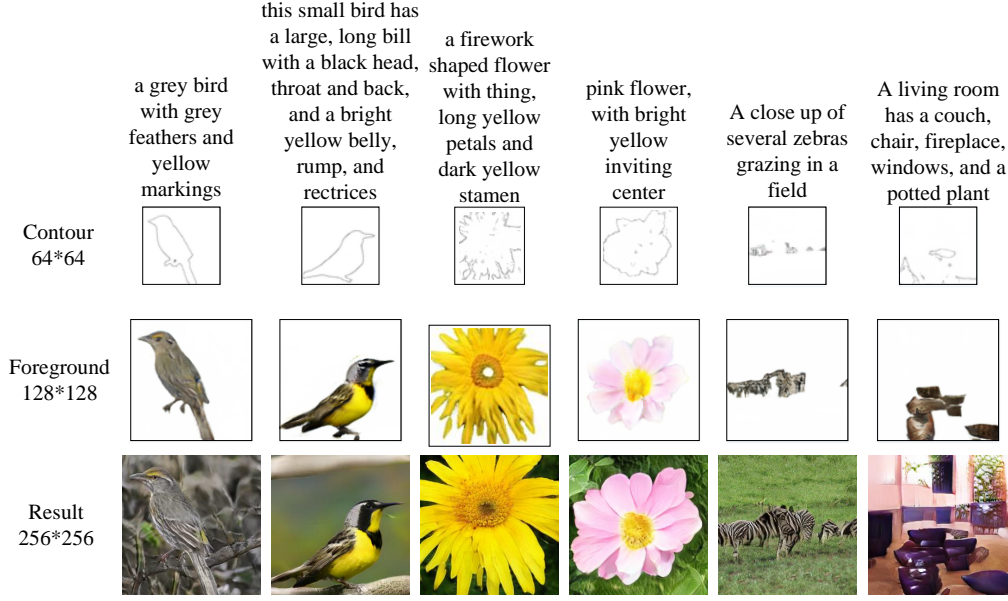 a grey bird
with grey
feathers and
yellow
markings
this small bird has
a large, long bill
with a black head,
throat and back,
and a bright
yellow belly,
rump, and
rectrices
a firework
shaped flower
with thing,
long yellow
petals and
dark yellow
stamen
pink flower,
with bright
yellow
inviting
center
A close up of
several zebras
grazing in a
field
A living room
has a couch,
chair, fireplace,
windows, and a
potted plant
Contour
64*64
Foreground
128*128
Result
256*256